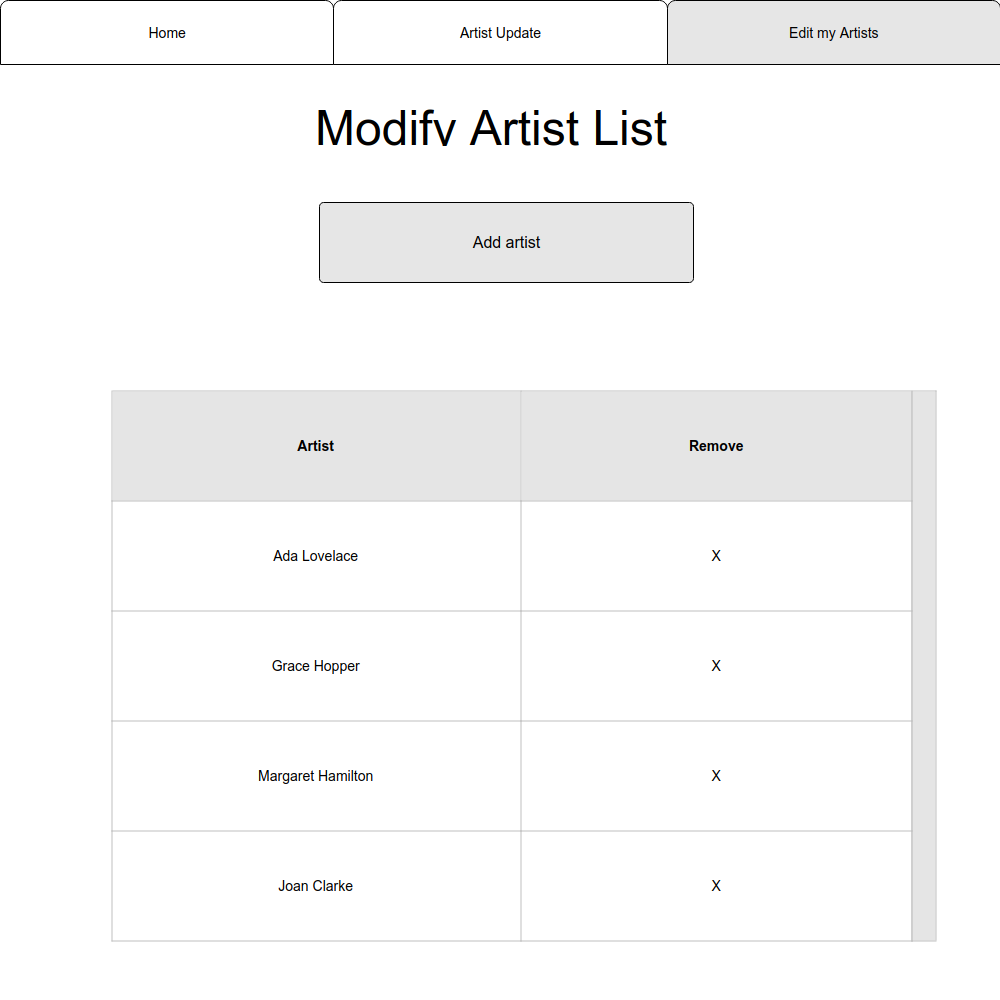 Home Artist Update Edit my Artists
Modify Artist List
Add artist
Artist Remove
Ada Lovelace X
Grace Hopper X
Margaret Hamilton X
Joan Clarke X